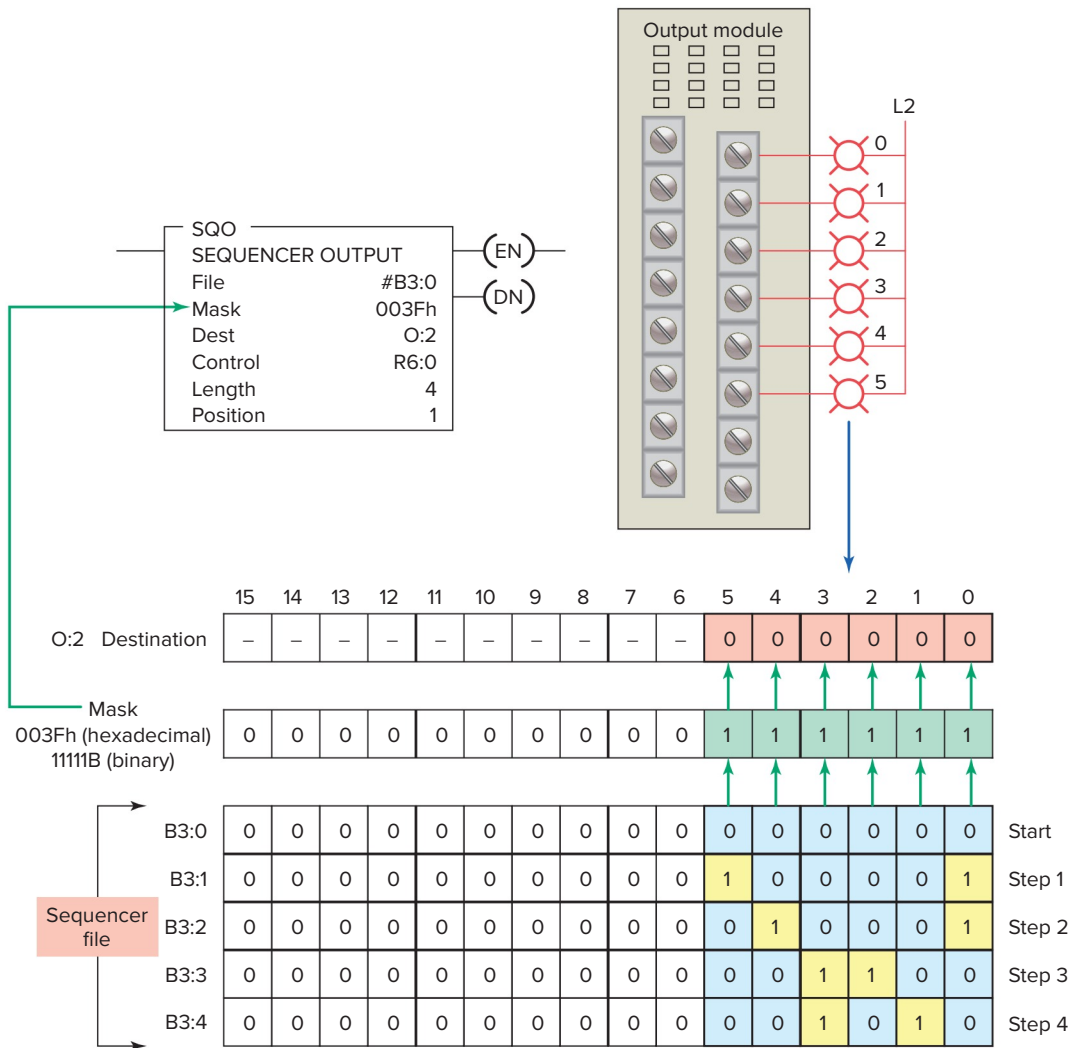 Output module
L2
0
1
2
3
4
5
SQO
SEQUENCER OUTPUT
File #B3:0
Mask 003Fh
Dest O:2
Control R6:0
Length 4
Position 1
EN
DN
15 14 13 12 11 10 9 8 7 6 5 4 3 2 1 0
O:2 Destination – – – – – – – – – – 0 0 0 0 0 0
Mask
003Fh (hexadecimal)
11111B (binary)
0 0 0 0 0 0 0 0 0 0 1 1 1 1 1 1
B3:0 0 0 0 0 0 0 0 0 0 0 0 0 0 0 0 0 Start
B3:1 0 0 0 0 0 0 0 0 0 0 1 0 0 0 0 1 Step 1
Sequencer
file
B3:2 0 0 0 0 0 0 0 0 0 0 0 1 0 0 0 1 Step 2
B3:3 0 0 0 0 0 0 0 0 0 0 0 0 1 1 0 0 Step 3
B3:4 0 0 0 0 0 0 0 0 0 0 0 0 1 0 1 0 Step 4